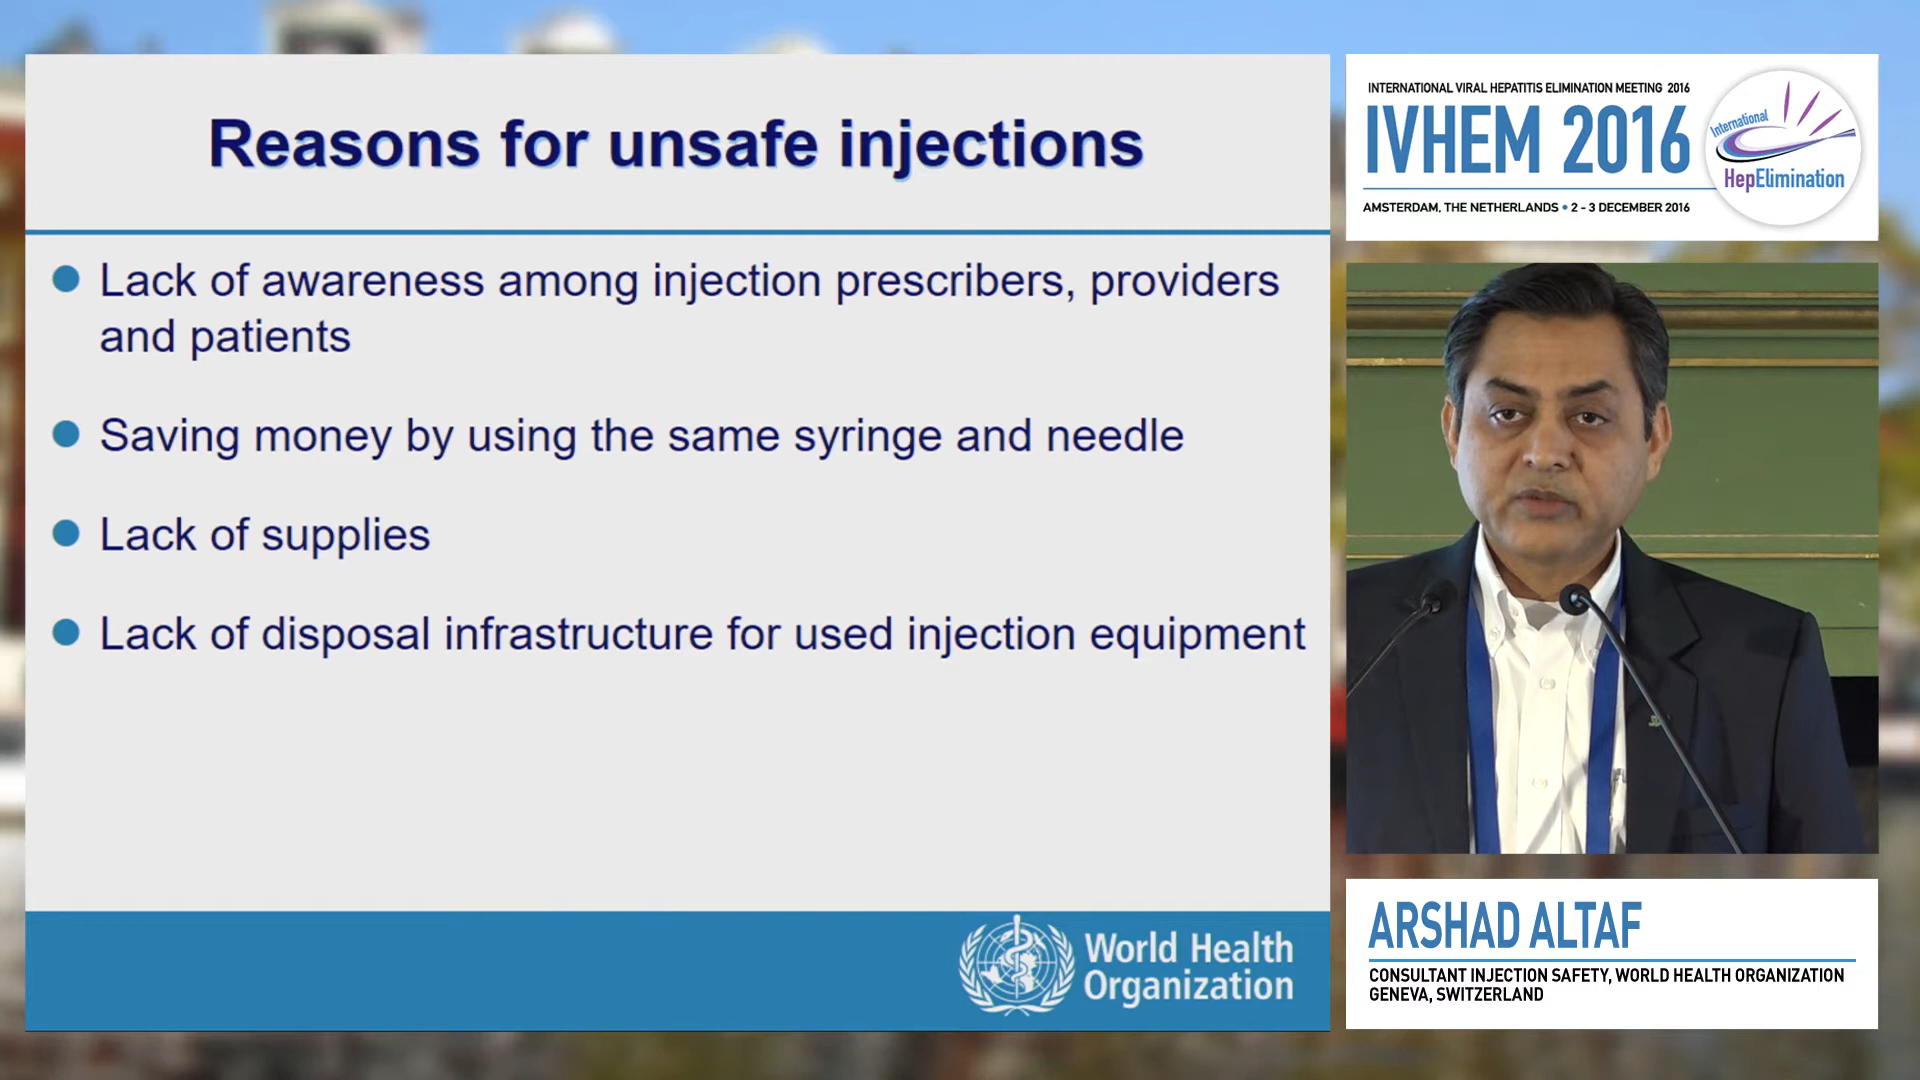 Reasons for unsafe injections
Lack of awareness among injection prescribers, providers
and patients
Saving money by using the same syringe and needle
Lack of supplies
Lack of disposal infrastructure for used injection equipment
World Health
Organization
INTERNATIONAL VIRAL HEPATITIS ELIMINATION MEETING 2016
IVHEM 2016
AMSTERDAM, THE NETHERLANDS • 2 - 3 DECEMBER 2016
International
HepElimination
ARSHAD ALTAF
CONSULTANT INJECTION SAFETY, WORLD HEALTH ORGANIZATION
GENEVA, SWITZERLAND